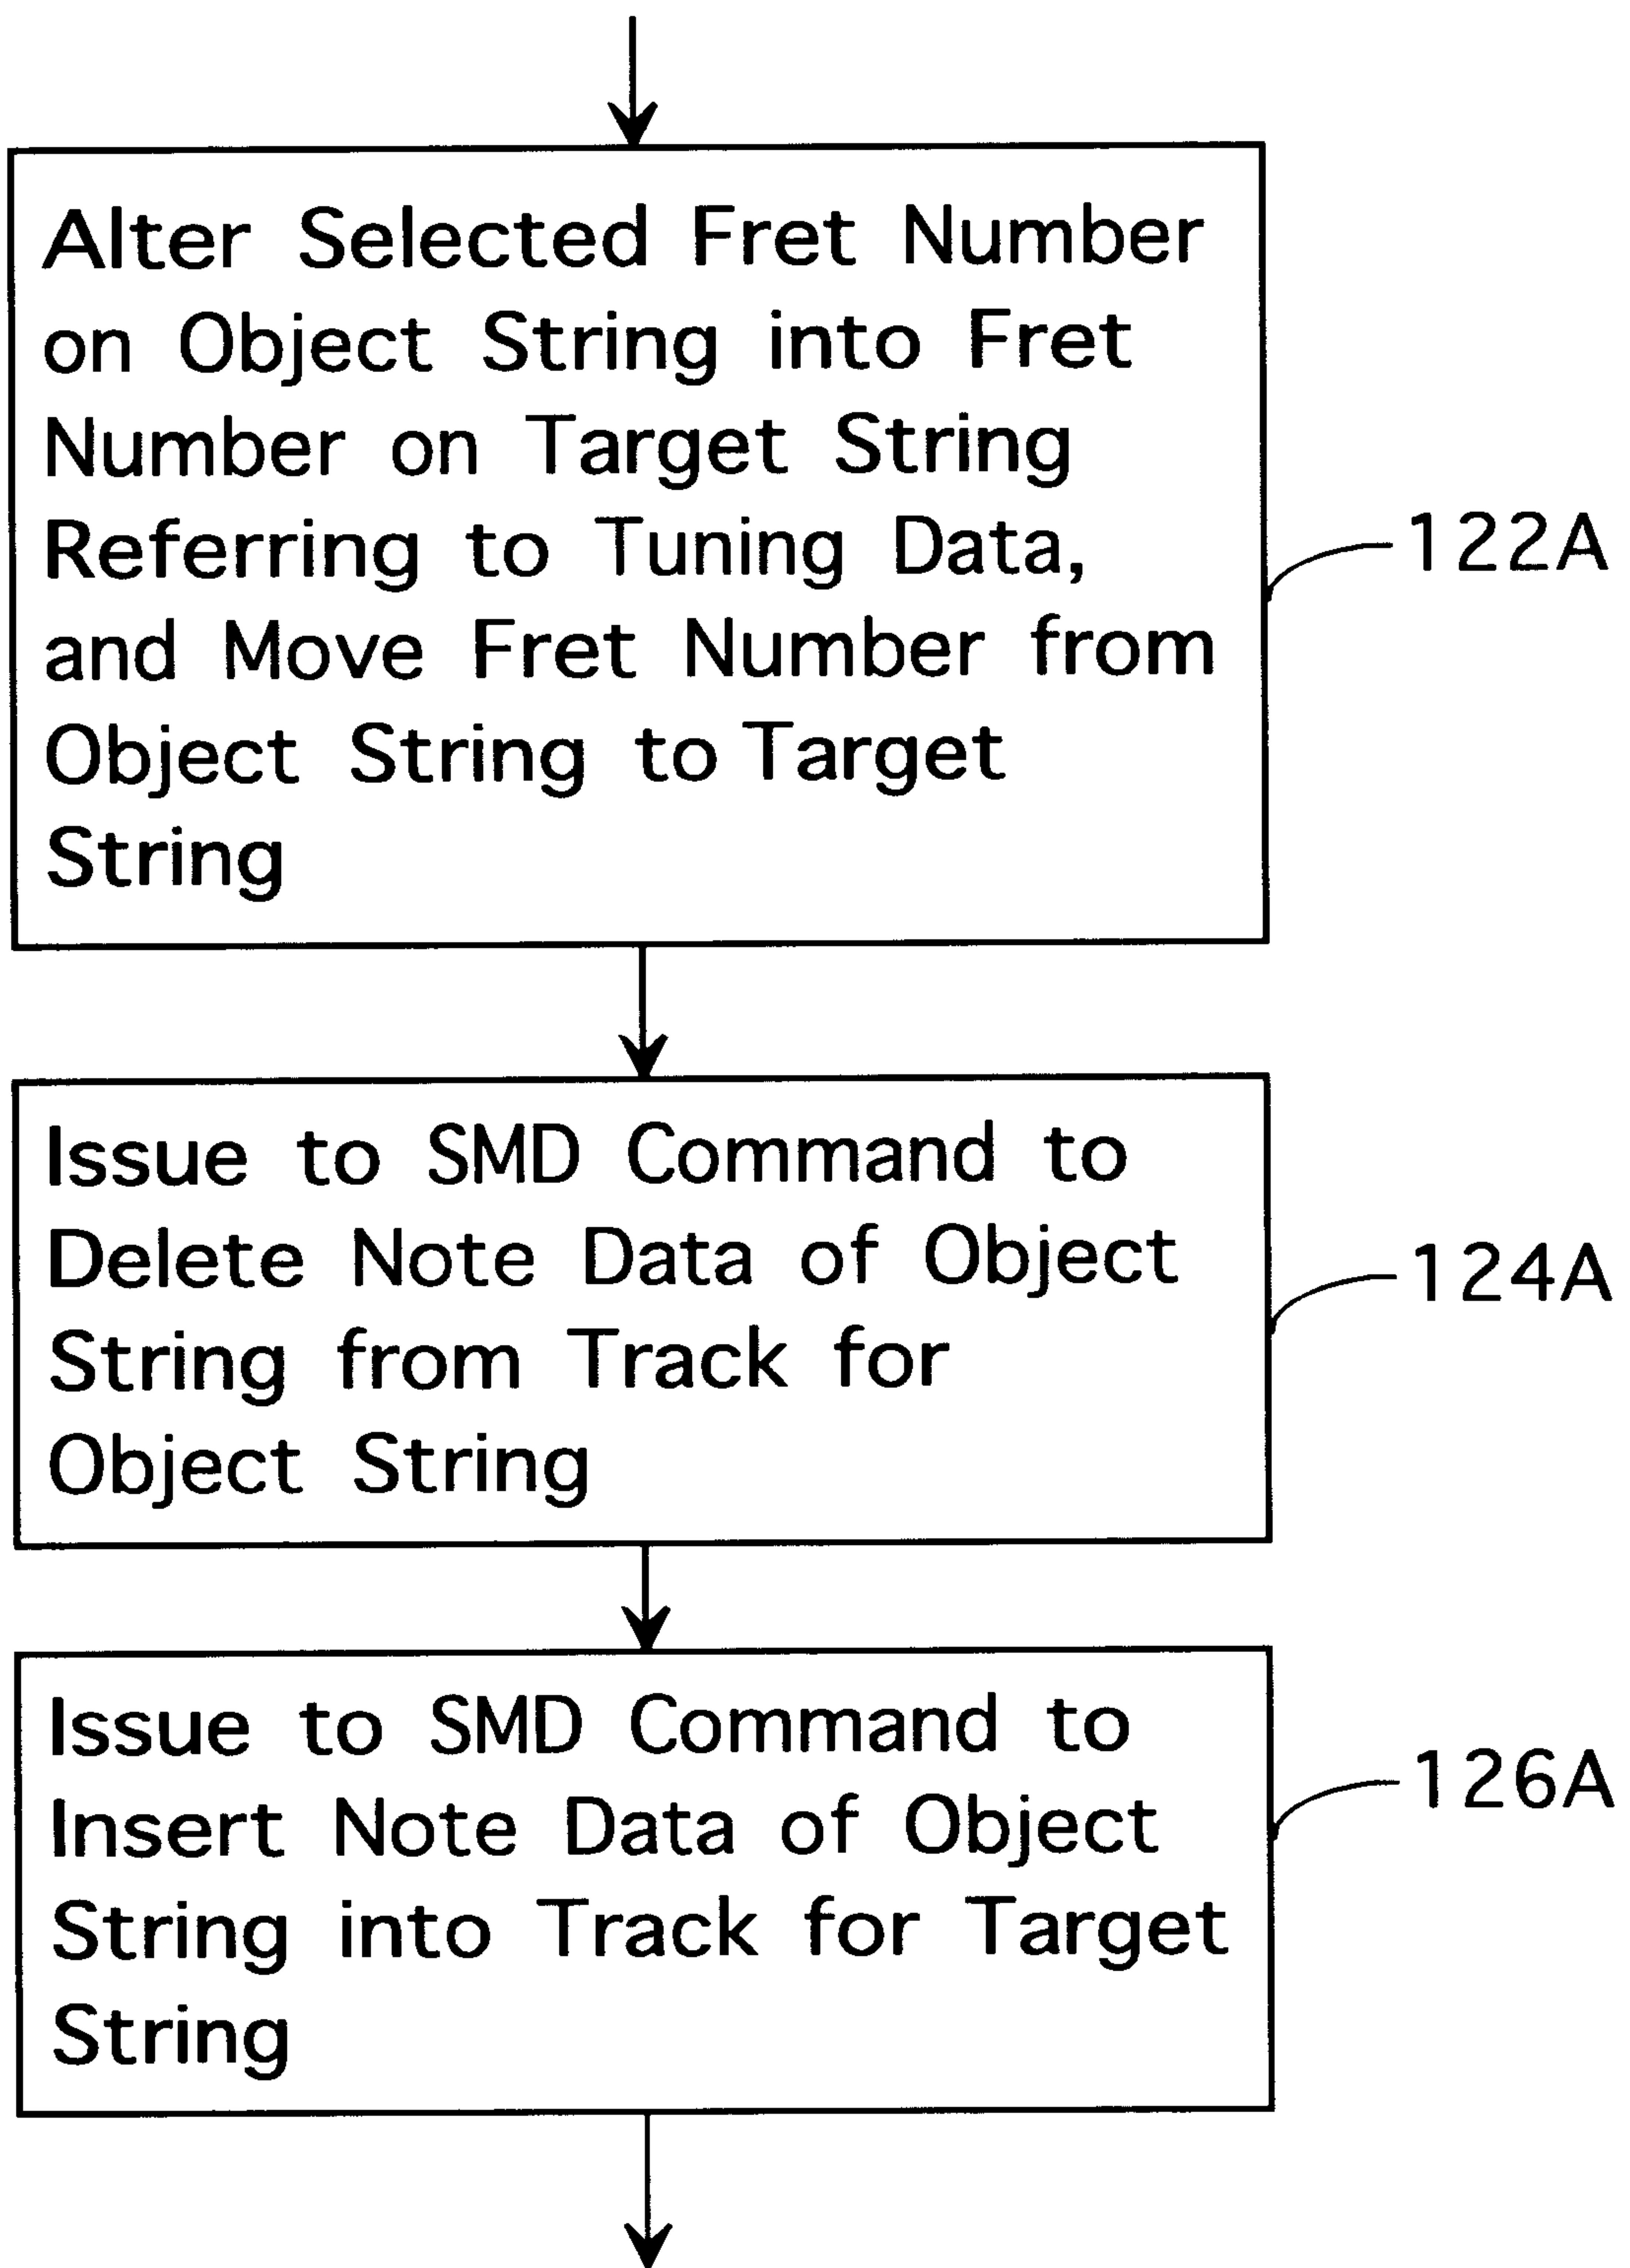 Alter Selected Fret Number
on Object String into Fret
Number on Target String
Referring to Tuning Data,
and Move Fret Number from
Object String to Target
String
122A
Issue to SMD Command to
Delete Note Data of Object
String from Track for
Object String
124A
Issue to SMD Command to
Insert Note Data of Object
String into Track for Target
String
126A